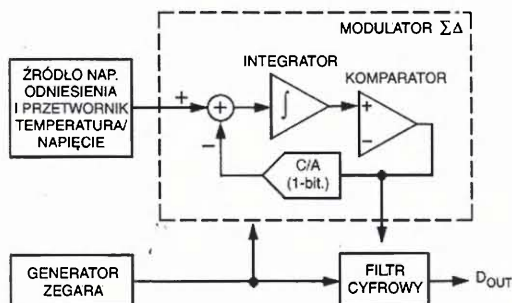 MODULATOR ΣΔ
ŹRÓDŁO NAP.
ODNIESIENIA
I PRZETWORNIK
TEMPERATURA/
NAPIĘCIE
+
+
−
INTEGRATOR
∫
KOMPARATOR
+
−
C/A
(1-bit.)
GENERATOR
ZEGARA
FILTR
CYFROWY
DOUT